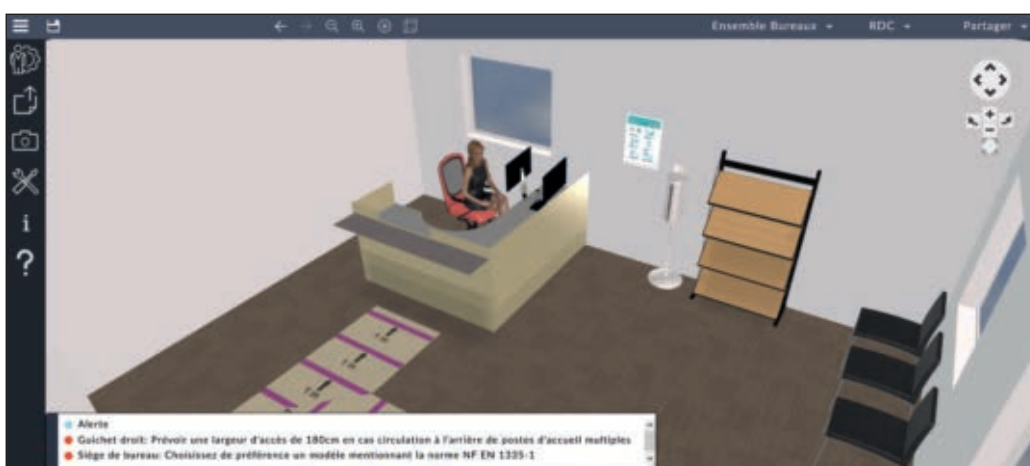 Ensemble Bureaux RDC Partager
i
?
Alerte
Guichet droit: Prévoir une largeur d'accès de 180cm en cas circulation à l'arrière de postes d'accueil multiples
Siège de bureau: Choisissez de préférence un modèle mentionnant la norme NF EN 1335-1